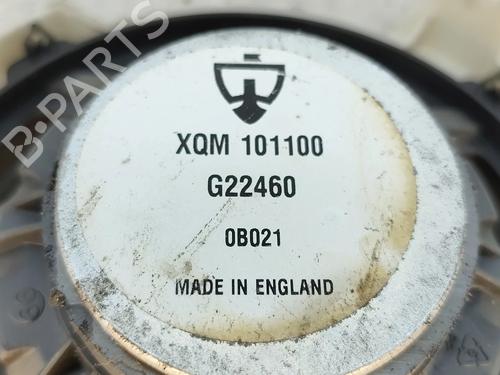 XQM 101100
G22460
0B021
MADE IN ENGLAND
B-PARTS